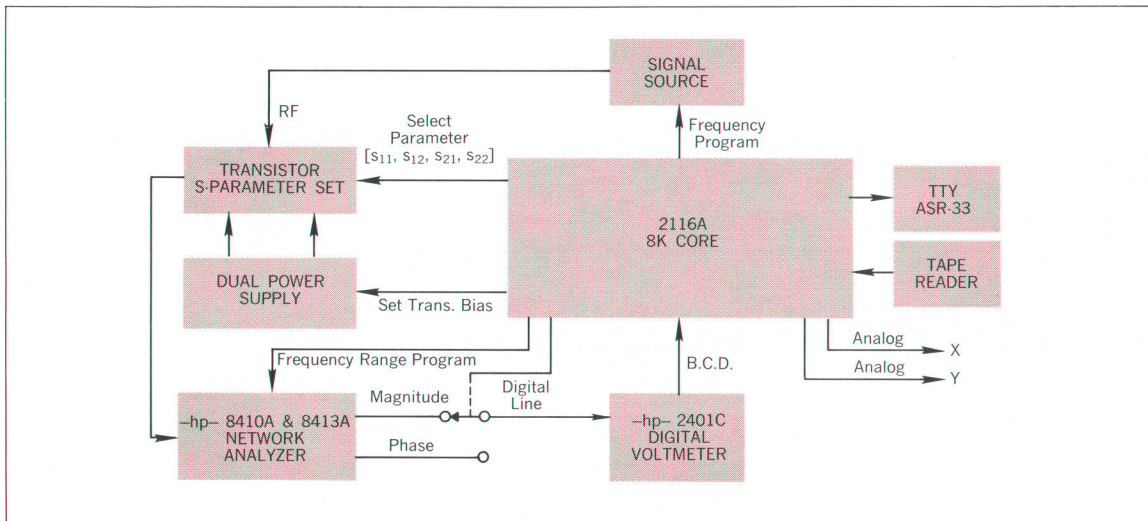 SIGNAL
SOURCE
RF
Select
Parameter
[s11, s12, s21, s22]
Frequency
Program
TRANSISTOR
S-PARAMETER SET
2116A
8K CORE
TTY
ASR-33
TAPE
READER
DUAL POWER
SUPPLY
Set Trans. Bias
Frequency Range Program
Analog
X
Analog
Y
B.C.D.
Magnitude
Digital
Line
–hp– 8410A & 8413A
NETWORK
ANALYZER
Phase
–hp– 2401C
DIGITAL
VOLTMETER